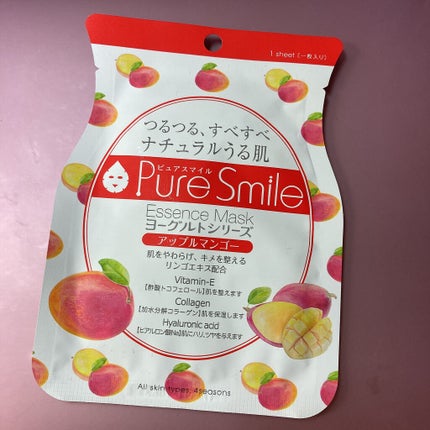 1 sheet (一枚入り)
つるつる、すべすべ
ナチュラルうる肌
ピュアスマイル
Pure Smile
Essence Mask
ヨーグルトシリーズ
アップルマンゴー
肌をやわらげ、キメを整える
リンゴエキス配合
Vitamin-E
【酢酸トコフェロール】肌を整えます
Collagen
【加水分解コラーゲン】肌を保湿します
Hyaluronic acid
【ヒアルロン酸Na】肌にハリ、ツヤを与えます
All skin types, 4seasons